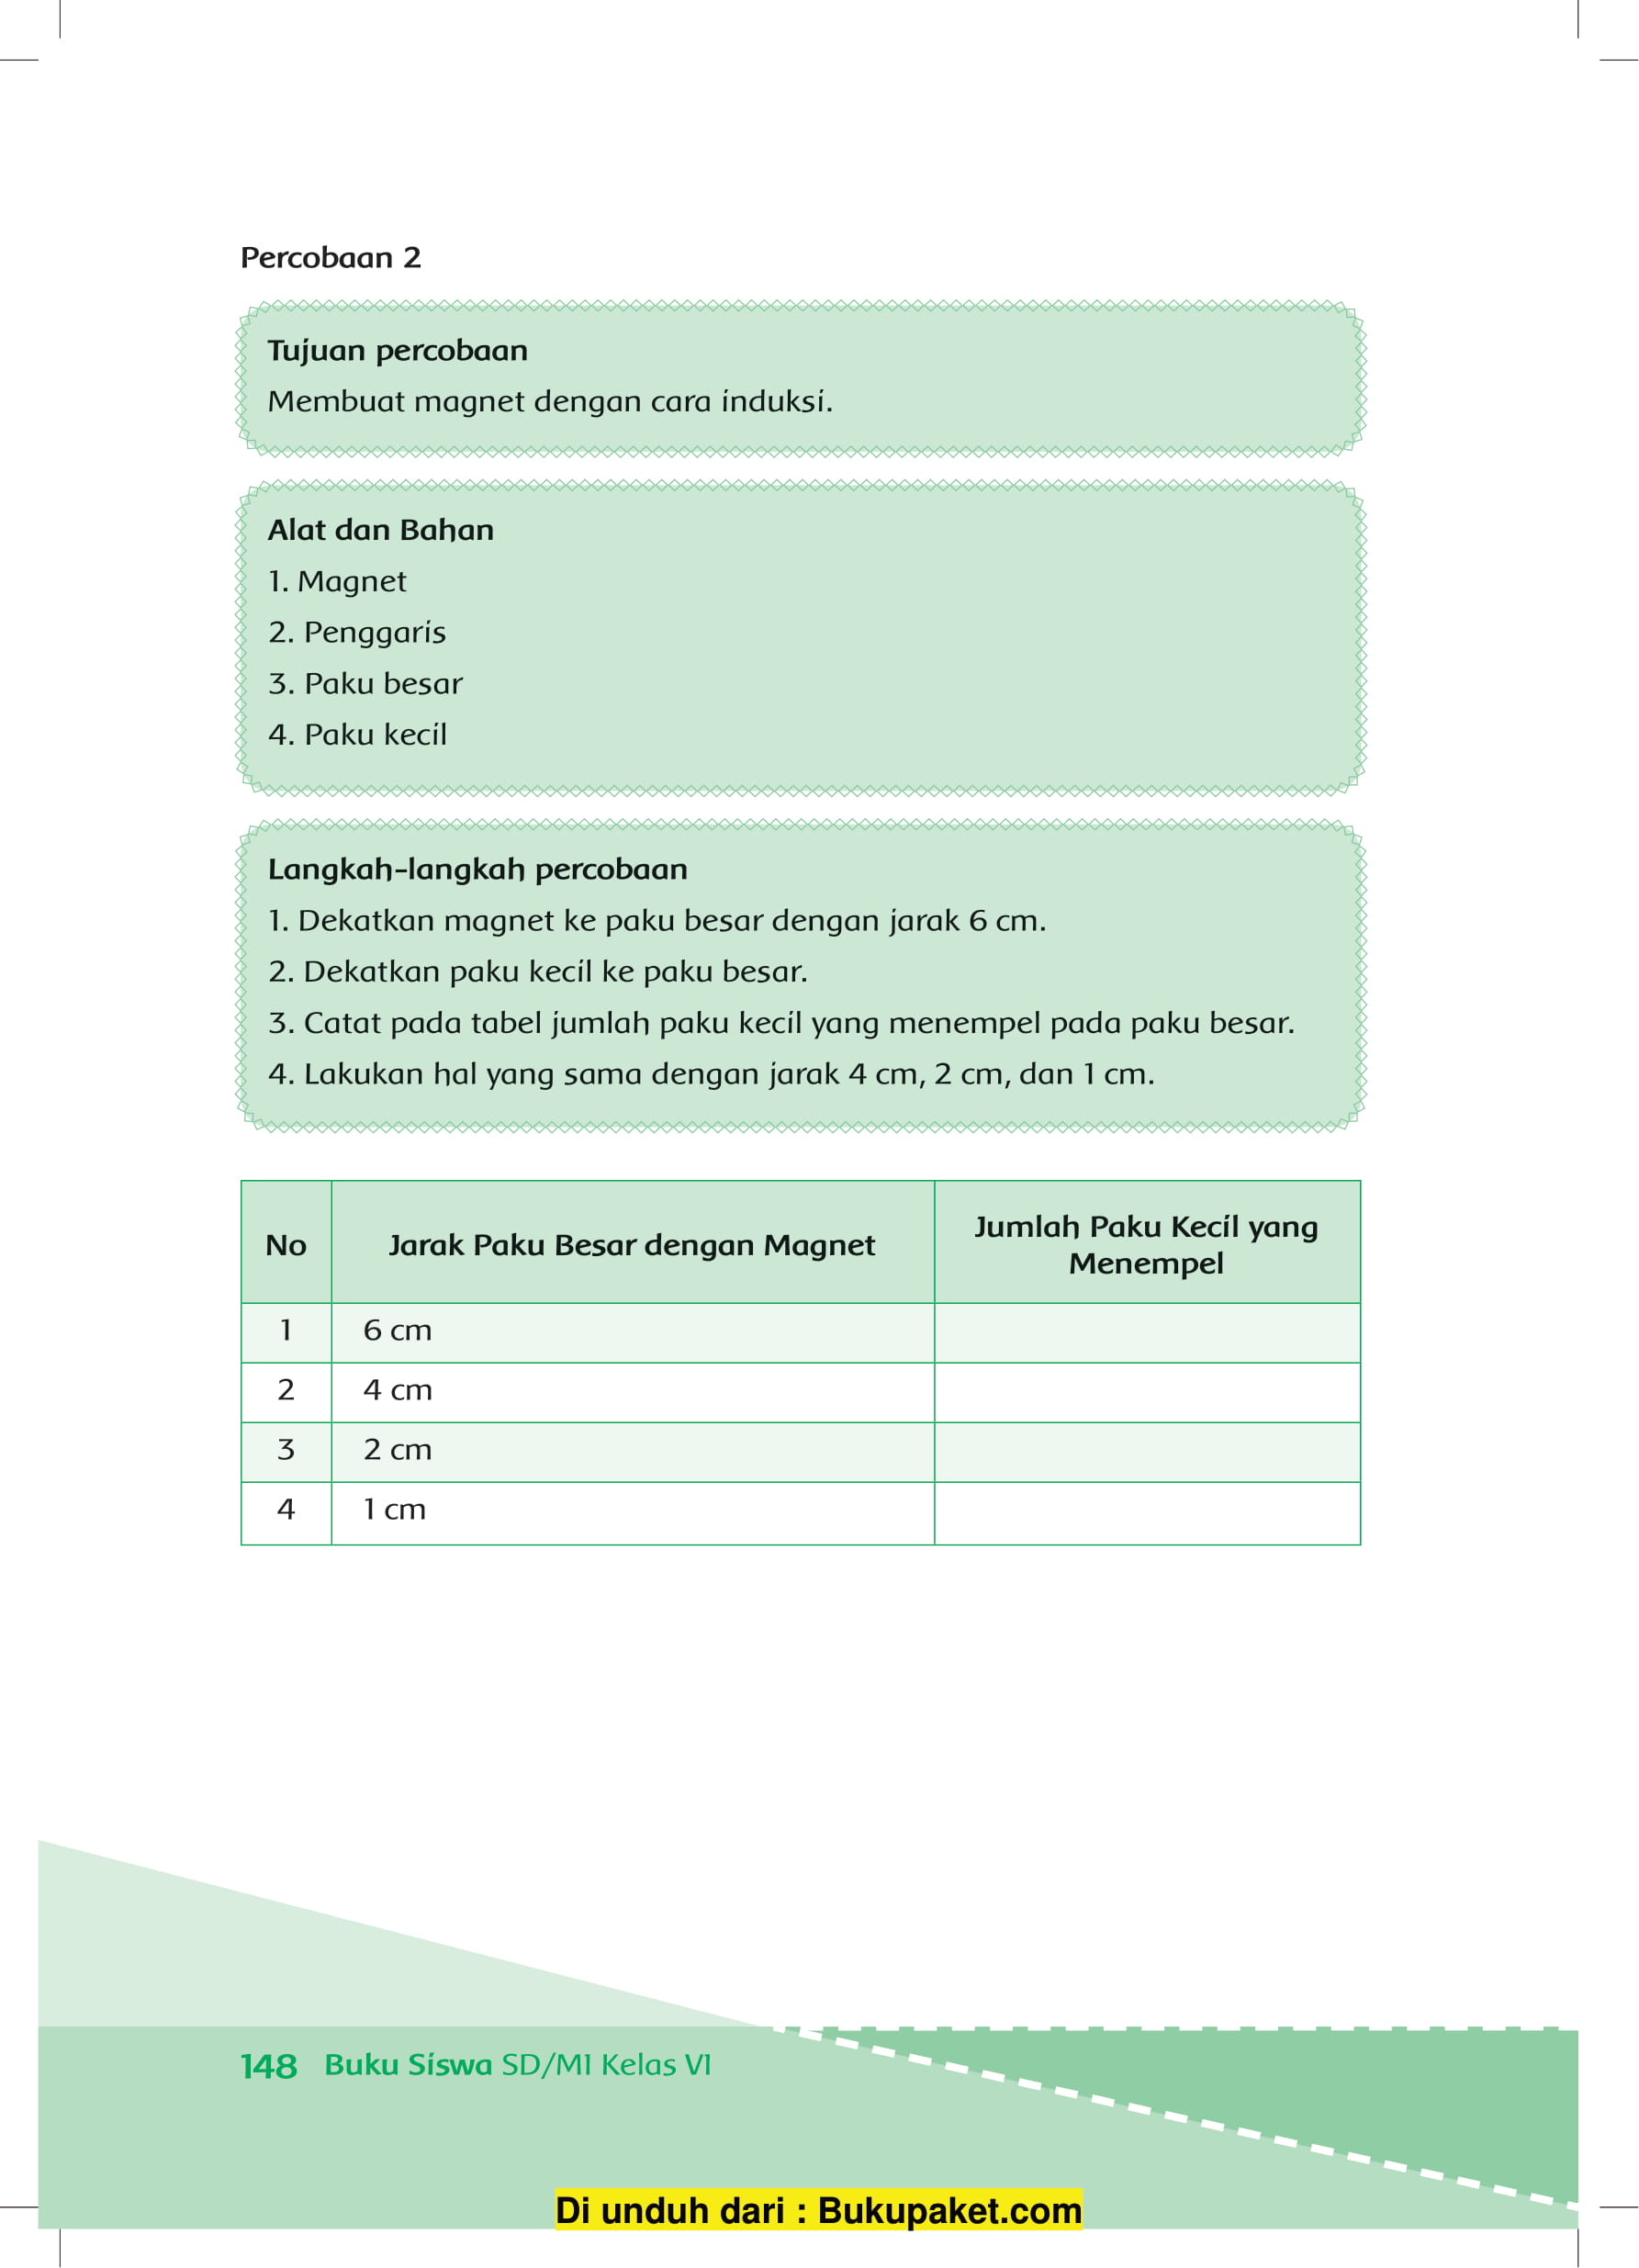 Percobaan 2
Tujuan percobaan
Membuat magnet dengan cara induksi.
Alat dan Bahan
1. Magnet
2. Penggaris
3. Paku besar
4. Paku kecil
Langkah-langkah percobaan
1. Dekatkan magnet ke paku besar dengan jarak 6 cm.
2. Dekatkan paku kecil ke paku besar.
3. Catat pada tabel jumlah paku kecil yang menempel pada paku besar.
4. Lakukan hal yang sama dengan jarak 4 cm, 2 cm, dan 1 cm.
No Jarak Paku Besar dengan Magnet Jumlah Paku Kecil yang
Menempel
1 6 cm
2 4 cm
3 2 cm
4 1 cm
148 Buku Siswa SD/MI Kelas VI
Di unduh dari : Bukupaket.com